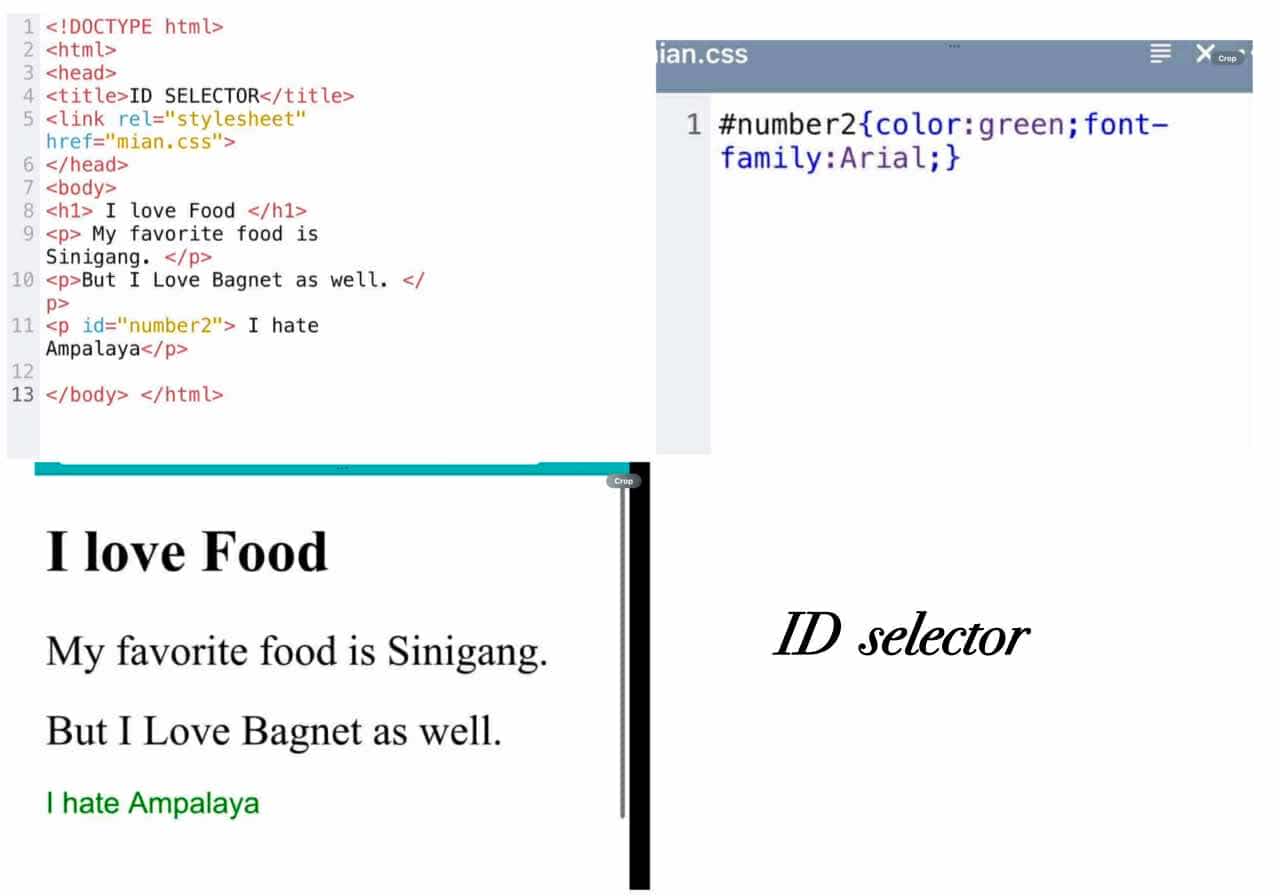 1 <!DOCTYPE html>
2 <html>
3 <head>
4 <title>ID SELECTOR</title>
5 <link rel="stylesheet"
href="mian.css">
6 </head>
7 <body>
8 <h1> I love Food </h1>
9 <p> My favorite food is
Sinigang. </p>
10 <p>But I Love Bagnet as well. </
p>
11 <p id="number2"> I hate
Ampalaya</p>
12
13 </body> </html>
ian.css
Crop
1 #number2{color:green;font-
family:Arial;}
Crop
I love Food
My favorite food is Sinigang.
But I Love Bagnet as well.
I hate Ampalaya
ID selector